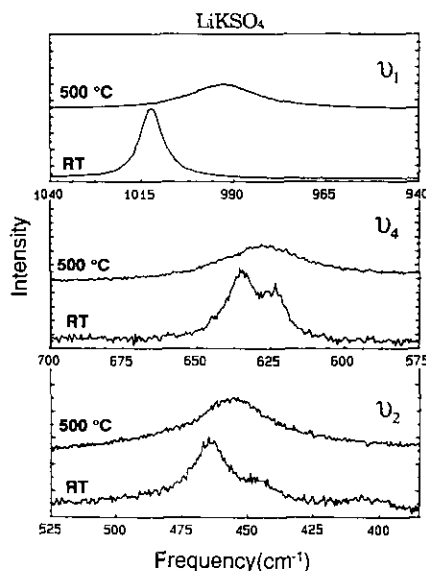 LiKSO₄
500 °C
υ₁
RT
1040 1015 990 965 940
500 °C
υ₄
RT
700 675 650 625 600 575
500 °C
υ₂
RT
525 500 475 450 425 400
Intensity
Frequency(cm⁻¹)